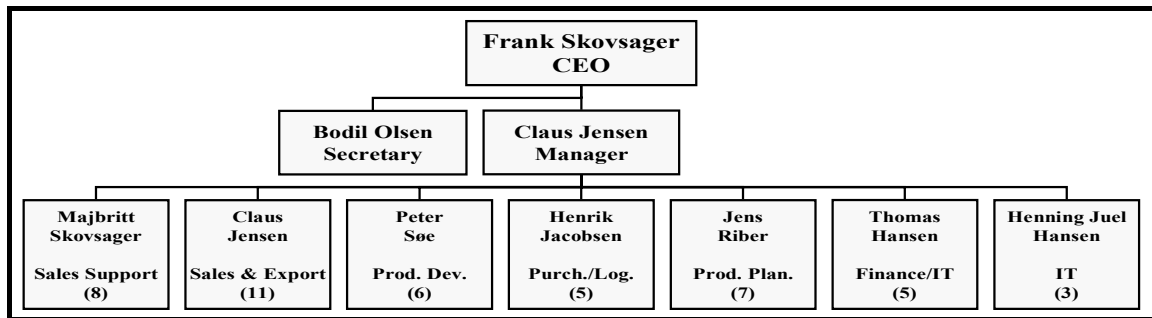 Frank Skovsager
CEO
Bodil Olsen
Secretary
Claus Jensen
Manager
Majbritt
Skovsager
Sales Support
(8)
Claus
Jensen
Sales & Export
(11)
Peter
Søe
Prod. Dev.
(6)
Henrik
Jacobsen
Purch./Log.
(5)
Jens
Riber
Prod. Plan.
(7)
Thomas
Hansen
Finance/IT
(5)
Henning Juel
Hansen
IT
(3)